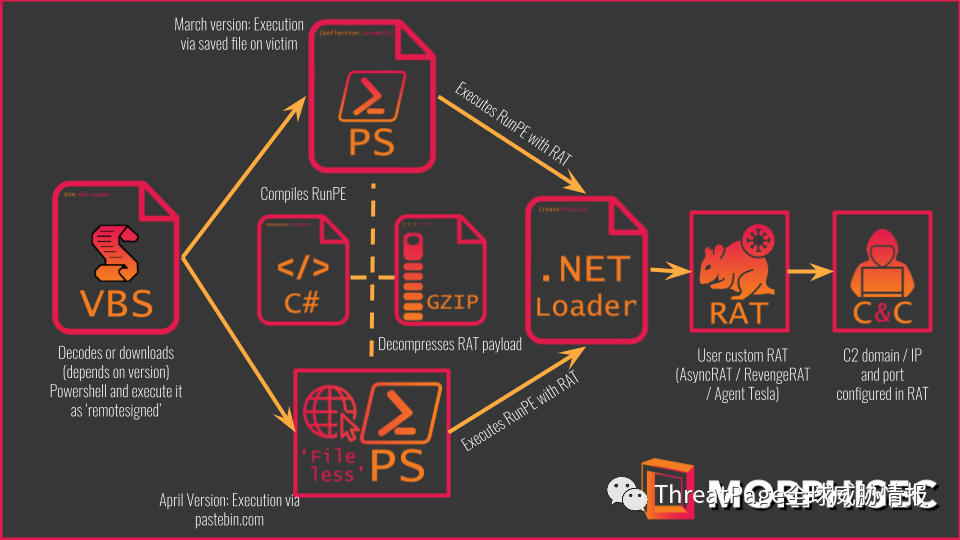 March version: Execution
via saved file on victim
[Reflection.Assembly]
PS
Executes RunPE with RAT
Compiles RunPE
VBS
</>
C#
GZIP
Decompresses RAT payload
CreateProcess
.NET
Loader
RAT
C&C
Decodes or downloads
(depends on version)
Powershell and execute it
as 'remotesigned'
User custom RAT
(AsyncRAT / RevengeRAT
/ Agent Tesla)
C2 domain / IP
and port
configured in RAT
'File
less'
PS
Executes RunPE with RAT
April Version: Execution via
pastebin.com
MORPHISEC
ThreatPage全球威胁情报